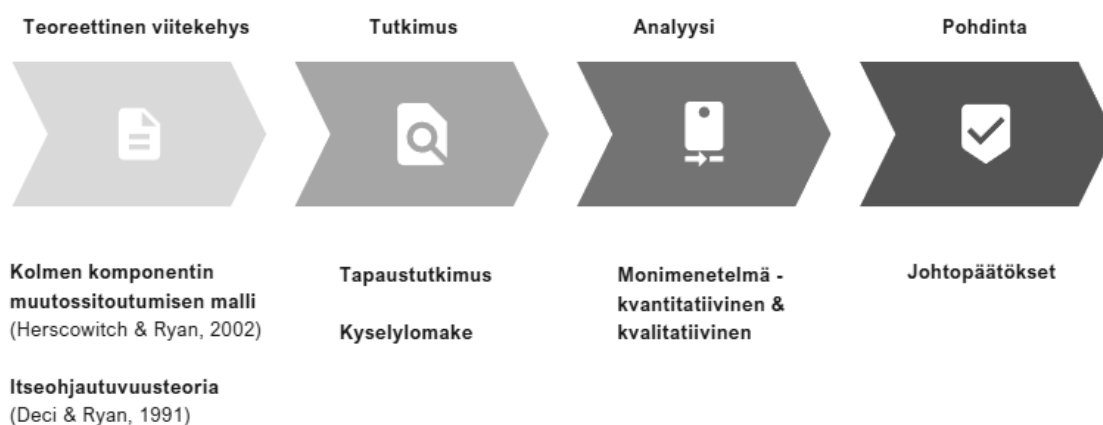 Teoreettinen viitekehys
Tutkimus
Analyysi
Pohdinta
Kolmen komponentin
muutossitoutumisen malli
(Herscowitch & Ryan, 2002)
Itseohjautuvuusteoria
(Deci & Ryan, 1991)
Tapaustutkimus
Kyselylomake
Monimenetelmä -
kvantitatiivinen &
kvalitatiivinen
Johtopäätökset